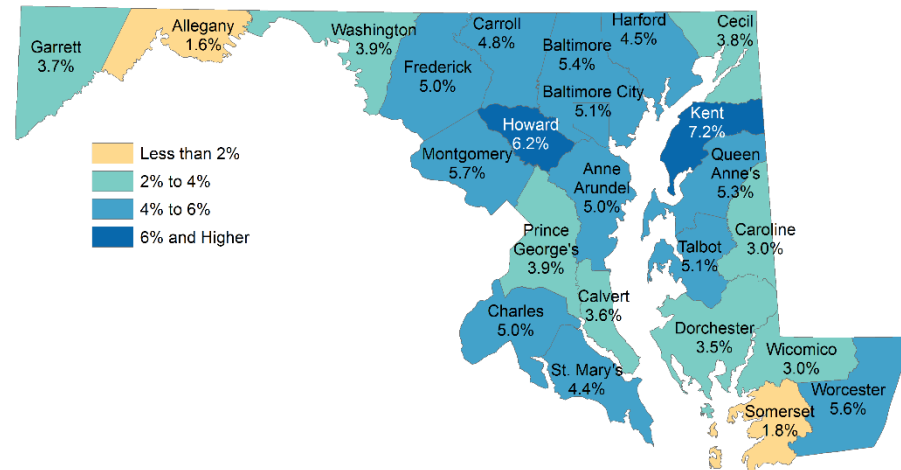 Garrett
3.7%
Allegany
1.6%
Washington
3.9%
Frederick
5.0%
Carroll
4.8%
Baltimore
5.4%
Harford
4.5%
Cecil
3.8%
Baltimore City
5.1%
Howard
6.2%
Kent
7.2%
Montgomery
5.7%
Anne
Arundel
5.0%
Queen
Anne's
5.3%
Prince
George's
3.9%
Talbot
5.1%
Caroline
3.0%
Calvert
3.6%
Charles
5.0%
St. Mary's
4.4%
Dorchester
3.5%
Wicomico
3.0%
Somerset
1.8%
Worcester
5.6%
Less than 2%
2% to 4%
4% to 6%
6% and Higher